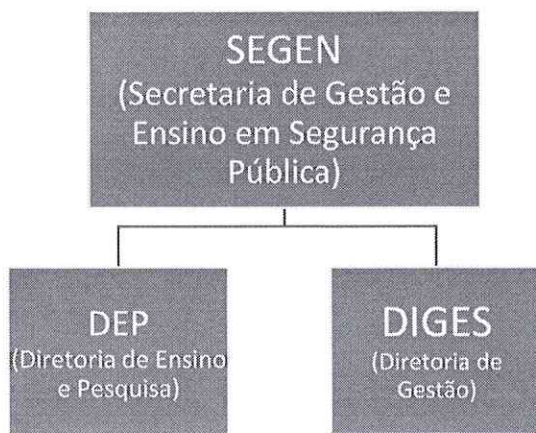 SEGEN
(Secretaria de Gestão e
Ensino em Segurança
Pública)
DEP
(Diretoria de Ensino
e Pesquisa)
DIGES
(Diretoria de
Gestão)